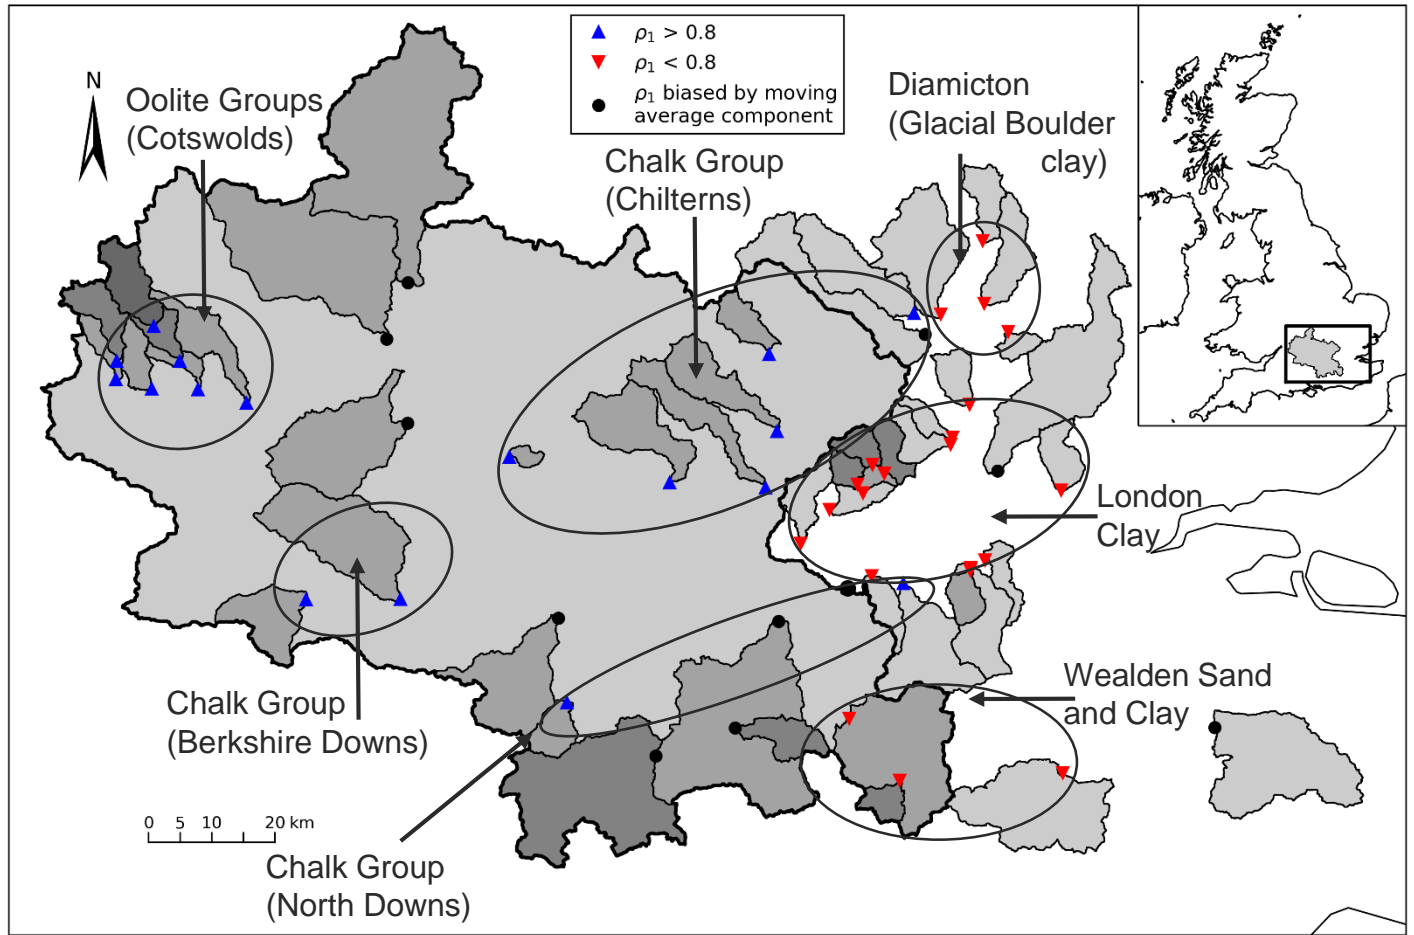 ρ₁ > 0.8
ρ₁ < 0.8
ρ₁ biased by moving
average component
N
Oolite Groups
(Cotswolds)
Chalk Group
(Chilterns)
Diamicton
(Glacial Boulder
clay)
London
Clay
Wealden Sand
and Clay
Chalk Group
(Berkshire Downs)
0 5 10 20 km
Chalk Group
(North Downs)